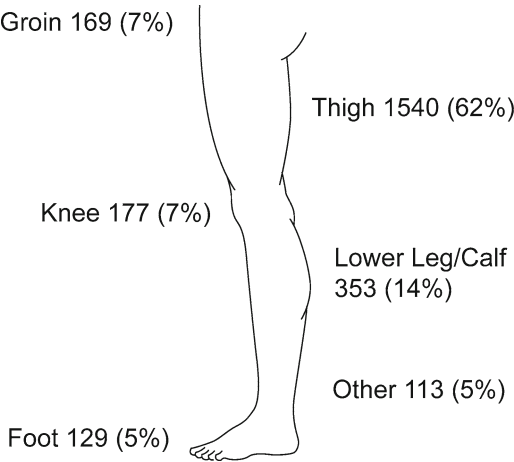 Groin 169 (7%)
Thigh 1540 (62%)
Knee 177 (7%)
Lower Leg/Calf
353 (14%)
Other 113 (5%)
Foot 129 (5%)